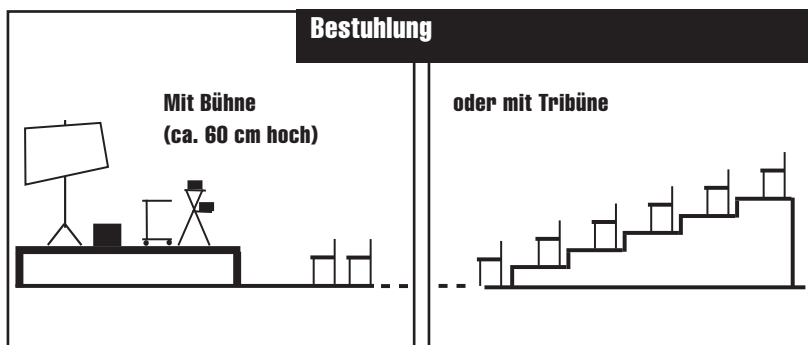 Bestuhlung
Mit Bühne
(ca. 60 cm hoch)
oder mit Tribüne